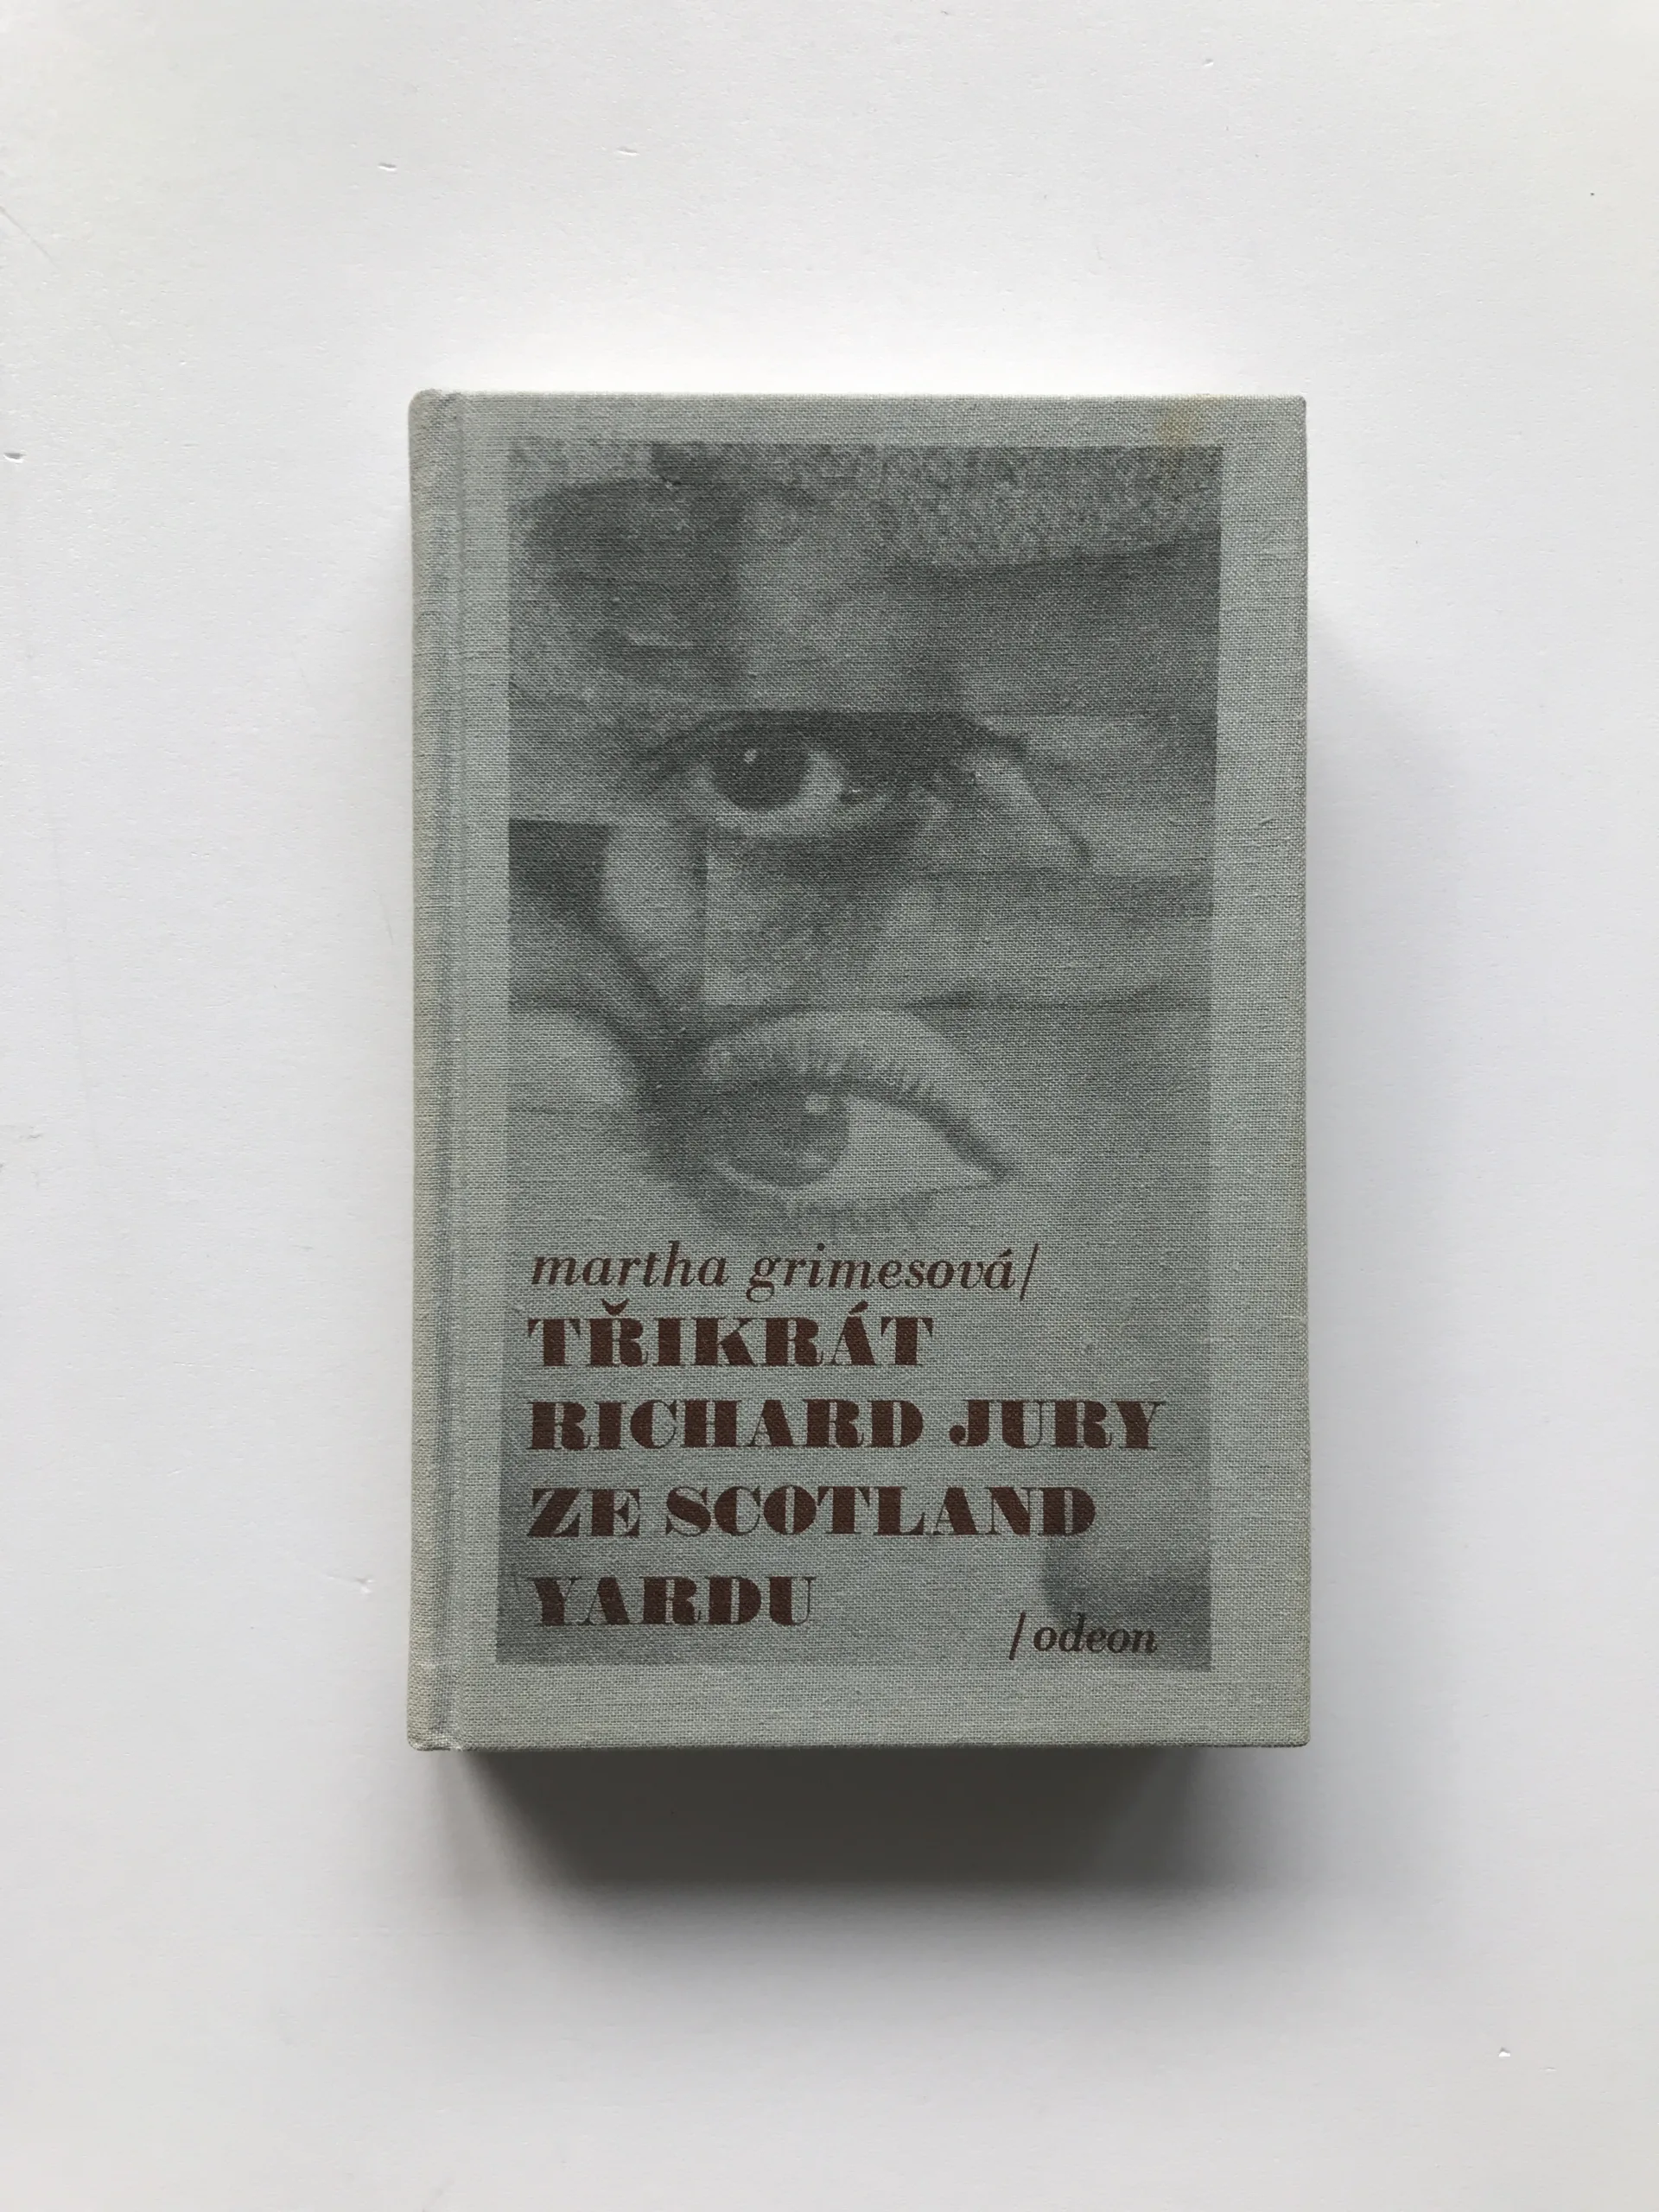 martha grimesová/
TŘIKRÁT
RICHARD JURY
ZE SCOTLAND
YARDU
/odeon